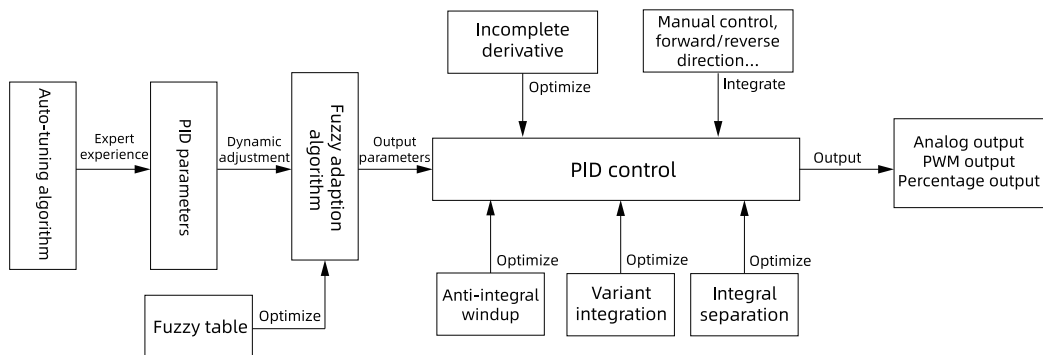 Auto-tuning algorithm
Expert
experience
PID parameters
Dynamic
adjustment
Fuzzy adaption
algorithm
Fuzzy table
Optimize
Output
parameters
Incomplete
derivative
Optimize
Manual control,
forward/reverse
direction...
Integrate
PID control
Optimize
Anti-integral
windup
Optimize
Variant
integration
Optimize
Integral
separation
Output
Analog output
PWM output
Percentage output